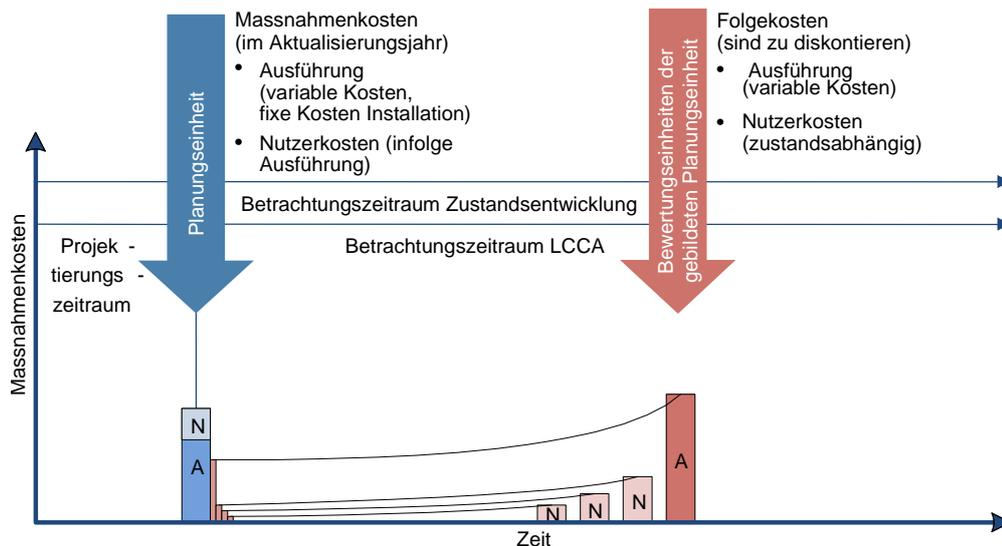 Massnahmenkosten
(im Aktualisierungsjahr)
• Ausführung
(variable Kosten,
fixe Kosten Installation)
• Nutzerkosten (infolge
Ausführung)
Planungseinheit
Folgekosten
(sind zu diskontieren)
• Ausführung
(variable Kosten)
• Nutzerkosten
(zustandsabhängig)
Bewertungseinheiten der
gebildeten Planungseinheit
Betrachtungszeitraum Zustandsentwicklung
Betrachtungszeitraum LCCA
Projek -
tierungs -
zeitraum
Massnahmenkosten
N
A
N
N
N
A
Zeit